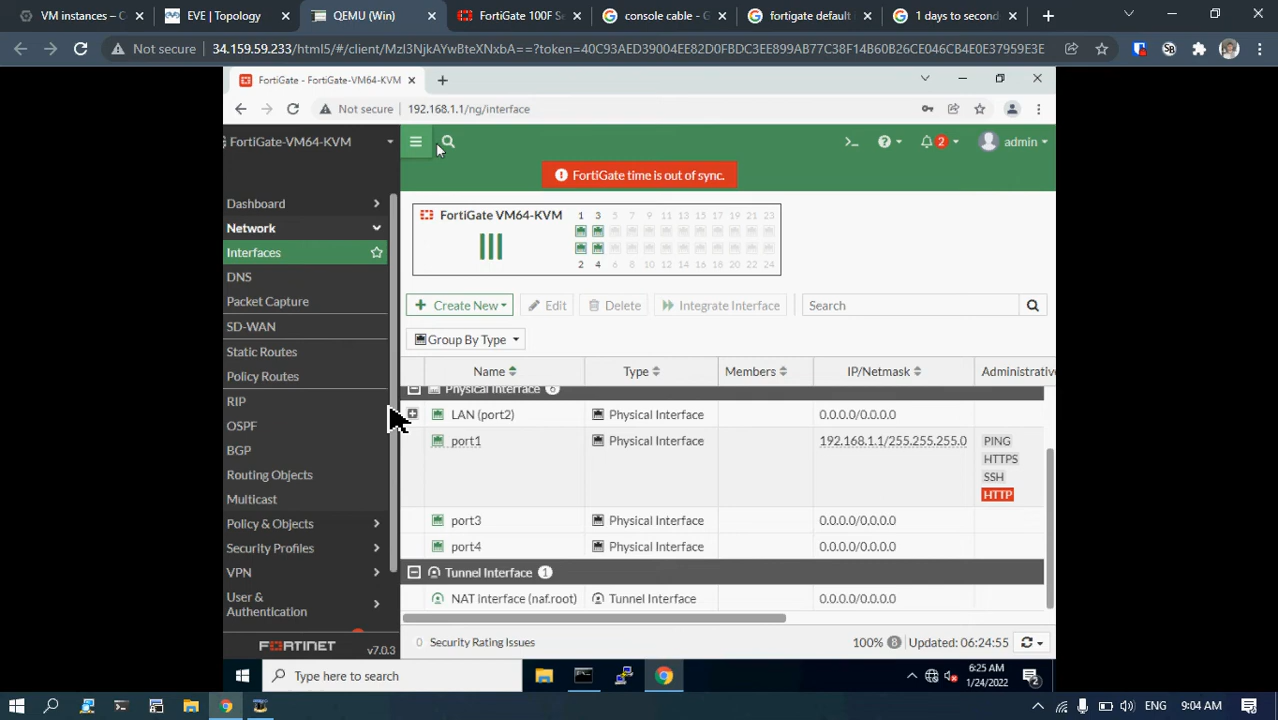 VM instances –
EVE | Topology
QEMU (Win)
FortiGate 100F Se
console cable - G
fortigate default
1 days to second
Not secure
34.159.59.233/html5/#/client/MzI3NjkAYwBteXNxbA==?token=40C93AED39004EE82D0FBDC3EE899AB77C38F14B60B26CE046CB4E0E37959E3E
FortiGate - FortiGate-VM64-KVM
Not secure
192.168.1.1/ng/interface
FortiGate-VM64-KVM
>_
2
admin
FortiGate time is out of sync.
Dashboard
Network
Interfaces
DNS
Packet Capture
SD-WAN
Static Routes
Policy Routes
RIP
OSPF
BGP
Routing Objects
Multicast
Policy & Objects
Security Profiles
VPN
User &
Authentication
FORTINET
v7.0.3
FortiGate VM64-KVM
1 3 5 7 9 11 13 15 17 19 21 23
2 4 6 8 10 12 14 16 18 20 22 24
Create New
Edit
Delete
Integrate Interface
Search
Group By Type
Name
Type
Members
IP/Netmask
Administrative
Physical Interface 6
LAN (port2)
Physical Interface
0.0.0.0/0.0.0.0
port1
Physical Interface
192.168.1.1/255.255.255.0
PING
HTTPS
SSH
HTTP
port3
Physical Interface
0.0.0.0/0.0.0.0
port4
Physical Interface
0.0.0.0/0.0.0.0
Tunnel Interface 1
NAT interface (naf.root)
Tunnel Interface
0.0.0.0/0.0.0.0
0 Security Rating Issues
100% 8 Updated: 06:24:55
Type here to search
6:25 AM
1/24/2022
2
ENG
9:04 AM